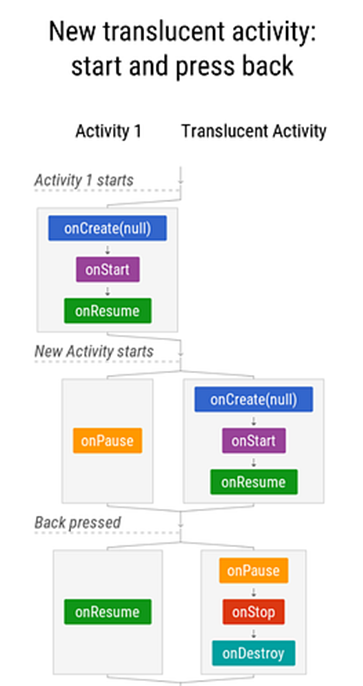 New translucent activity:
start and press back
Activity 1 Translucent Activity
Activity 1 starts
onCreate(null)
onStart
onResume
New Activity starts
onPause
onCreate(null)
onStart
onResume
Back pressed
onResume
onPause
onStop
onDestroy